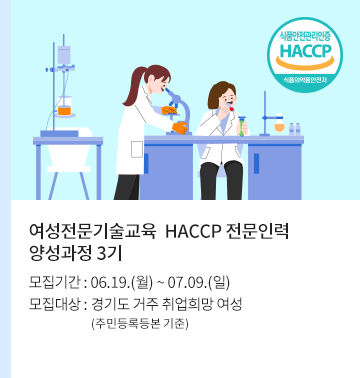 식품안전관리인증
HACCP
식품의약품안전처
여성전문기술교육 HACCP 전문인력
양성과정 3기
모집기간 : 06.19.(월) ~ 07.09.(일)
모집대상 : 경기도 거주 취업희망 여성
(주민등록등본 기준)